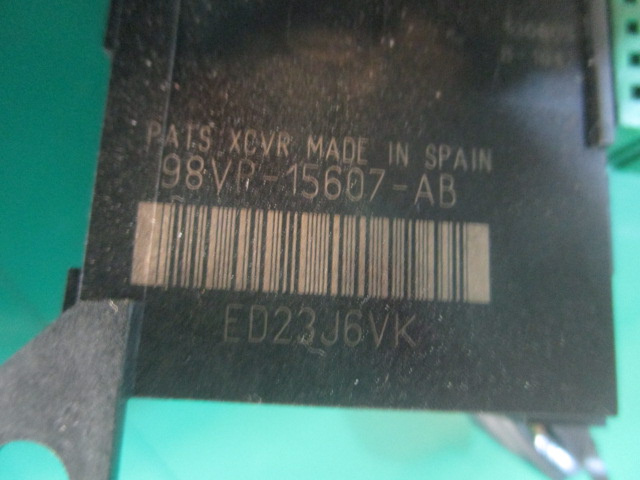 PATS XCVR MADE IN SPAIN
98VP-15607-AB
ED23J6VK